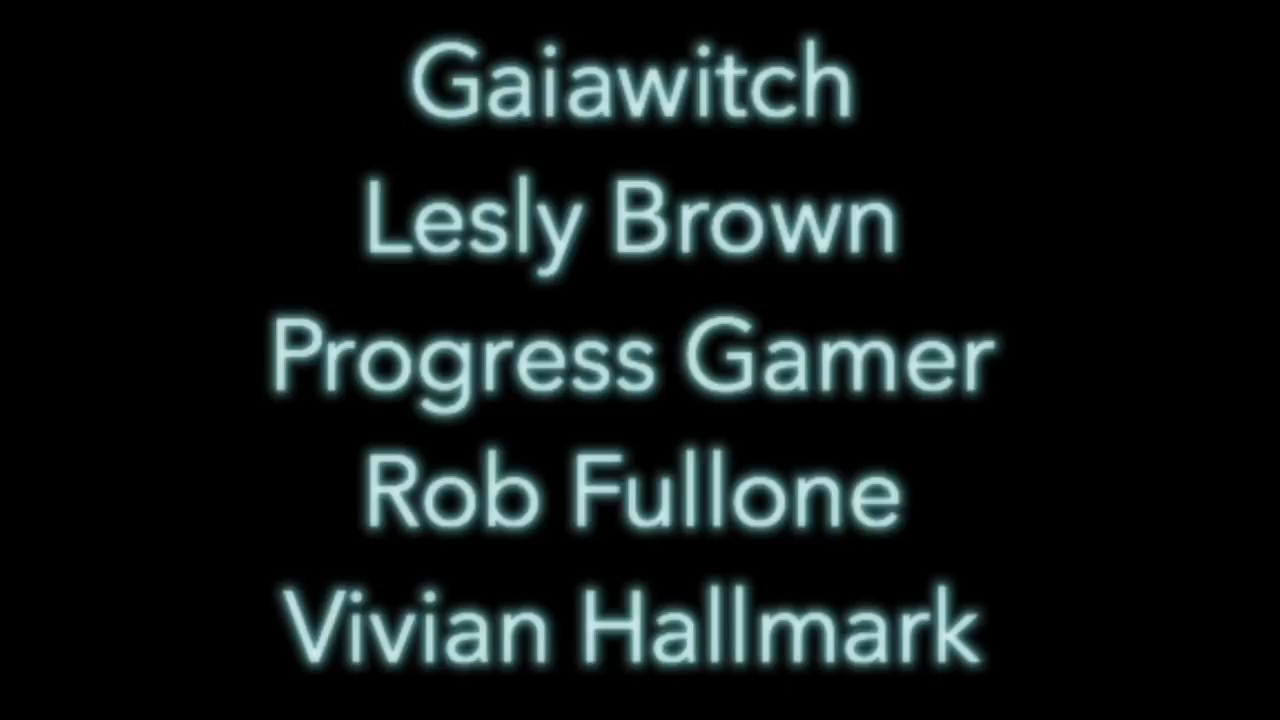 Gaiawitch
Lesly Brown
Progress Gamer
Rob Fullone
Vivian Hallmark